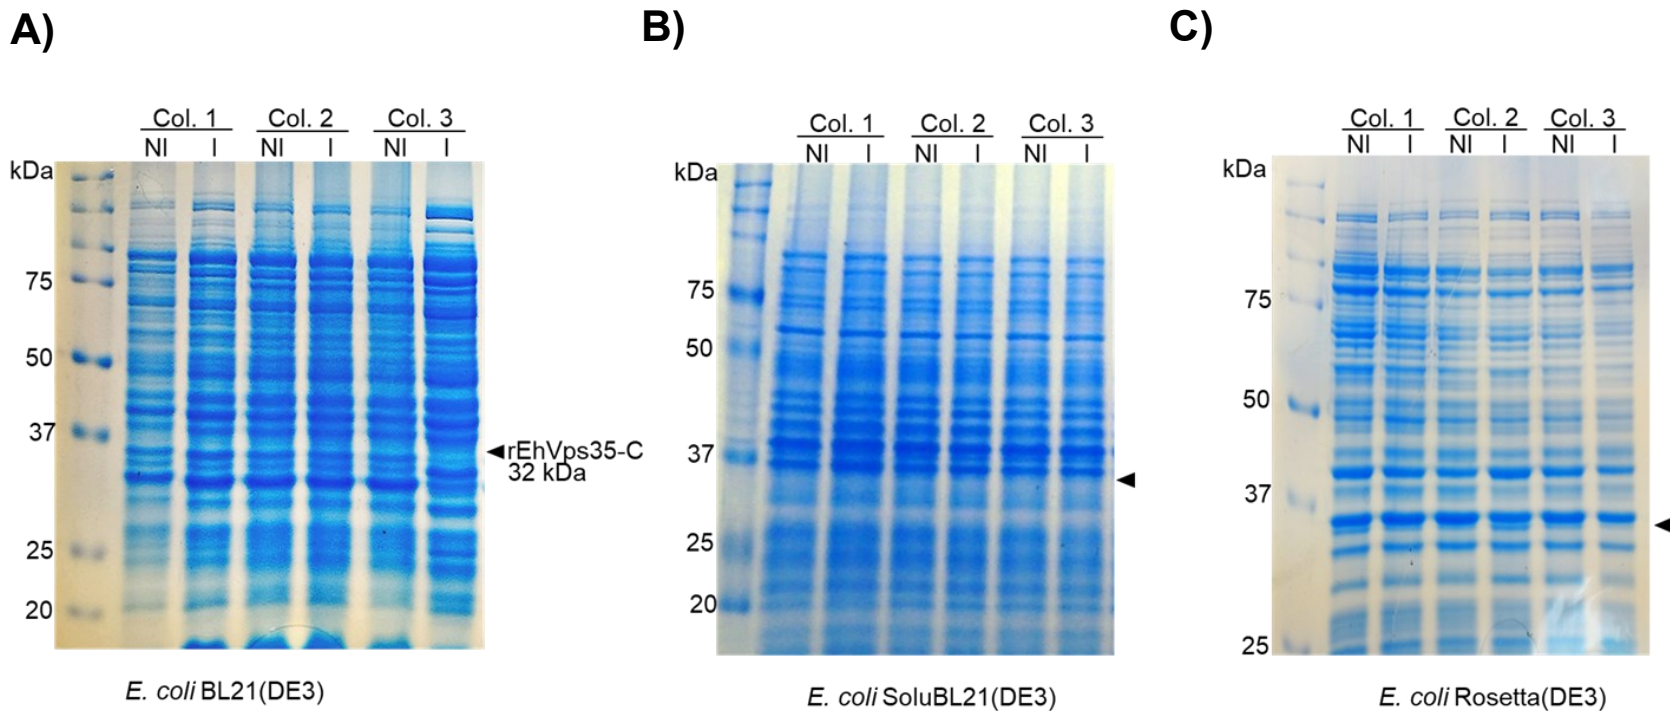 A)
B)
C)
Col. 1 Col. 2 Col. 3
NI I NI I NI I
kDa
75
50
37
25
20
rEhVps35-C
32 kDa
E. coli BL21(DE3)
Col. 1 Col. 2 Col. 3
NI I NI I NI I
kDa
75
50
37
25
20
E. coli SoluBL21(DE3)
Col. 1 Col. 2 Col. 3
NI I NI I NI I
kDa
75
50
37
25
E. coli Rosetta(DE3)